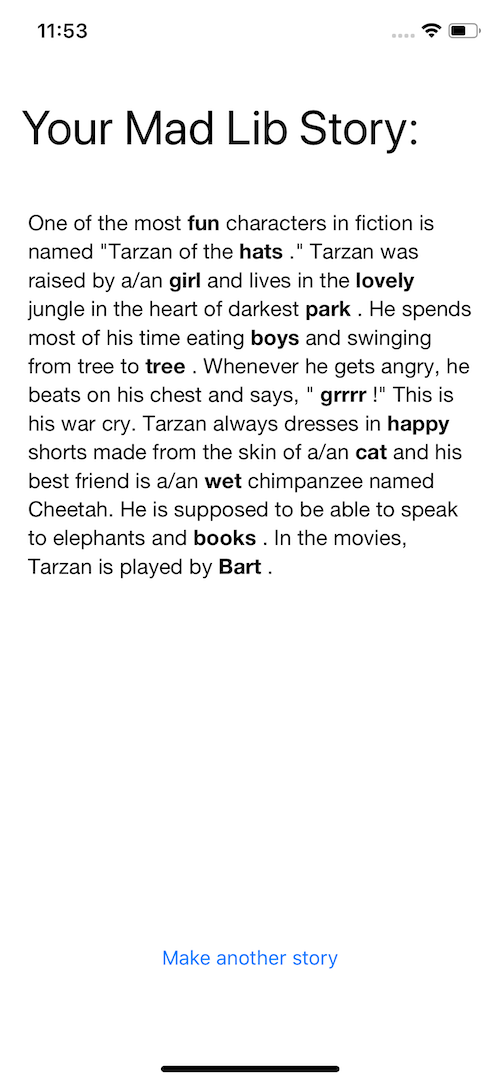 11:53
Your Mad Lib Story:
One of the most fun characters in fiction is
named "Tarzan of the hats ." Tarzan was
raised by a/an girl and lives in the lovely
jungle in the heart of darkest park . He spends
most of his time eating boys and swinging
from tree to tree . Whenever he gets angry, he
beats on his chest and says, " grrrr !" This is
his war cry. Tarzan always dresses in happy
shorts made from the skin of a/an cat and his
best friend is a/an wet chimpanzee named
Cheetah. He is supposed to be able to speak
to elephants and books . In the movies,
Tarzan is played by Bart .
Make another story